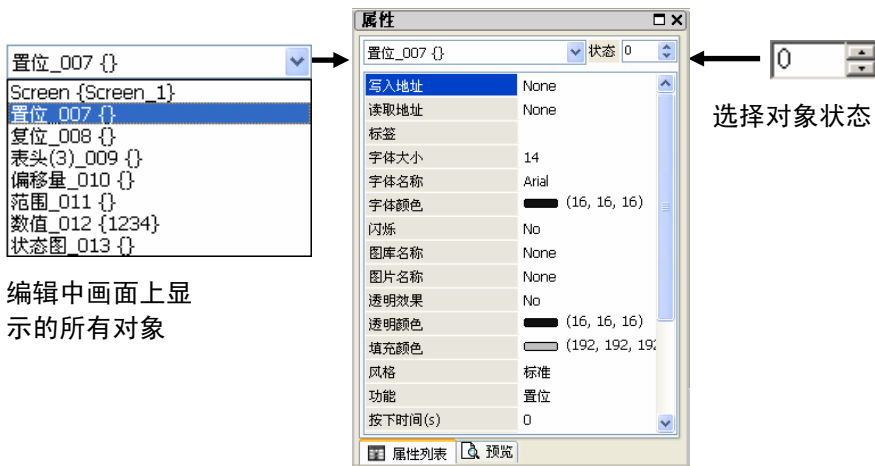 置位_007 {}
Screen {Screen_1}
置位_007 {}
复位_008 {}
表头(3)_009 {}
偏移量_010 {}
范围_011 {}
数值_012 {1234}
状态图_013 {}
编辑中画面上显
示的所有对象
属性
置位_007 {} 状态 0
写入地址 None
读取地址 None
标签
字体大小 14
字体名称 Arial
字体颜色 (16, 16, 16)
闪烁 No
图库名称 None
图片名称 None
透明效果 No
透明颜色 (16, 16, 16)
填充颜色 (192, 192, 192
风格 标准
功能 置位
按下时间(s) 0
属性列表 预览
0
选择对象状态